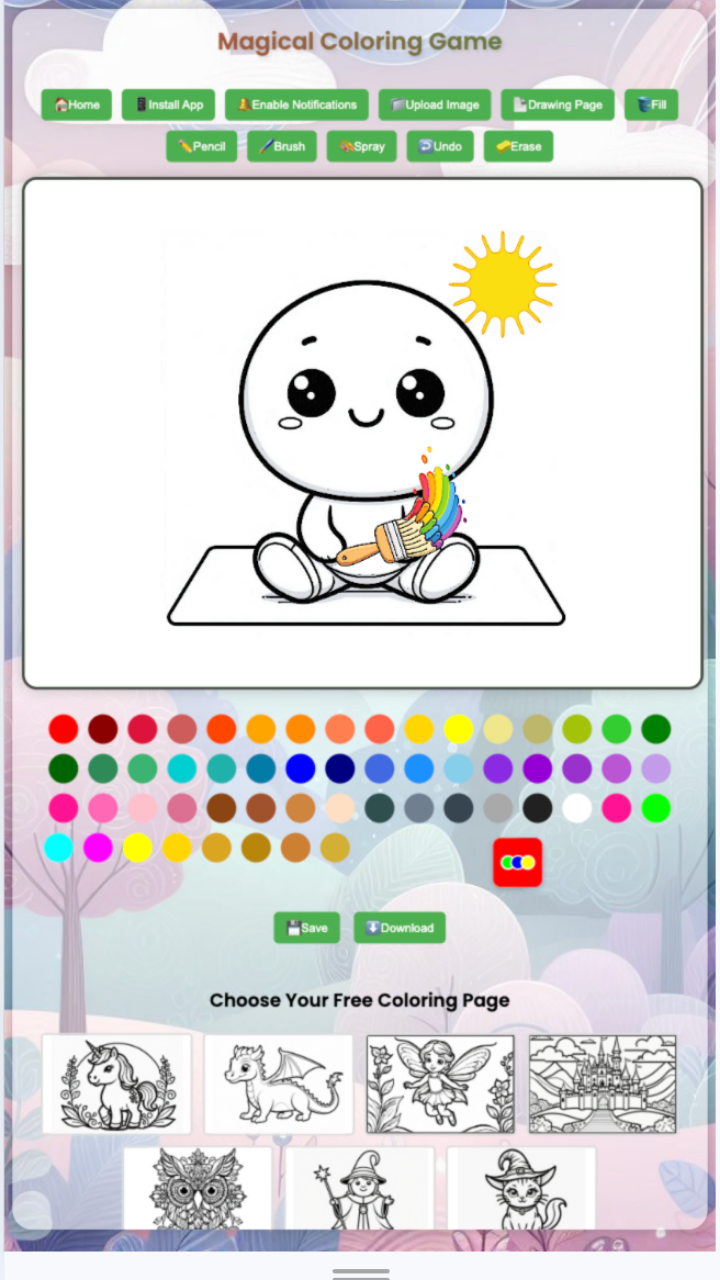 Magical Coloring Game
Home Install App Enable Notifications Upload Image Drawing Page Fill
Pencil Brush Spray Undo Erase
Save Download
Choose Your Free Coloring Page